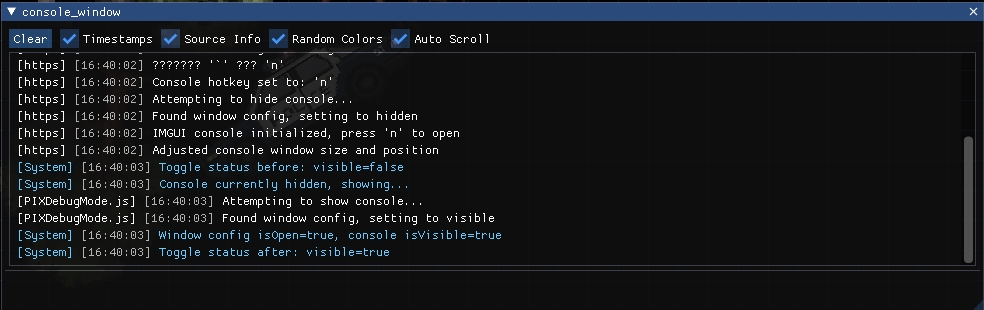 console_window
Clear Timestamps Source Info Random Colors Auto Scroll
[https] [16:40:02] ??????? '`' ??? 'n'
[https] [16:40:02] Console hotkey set to: 'n'
[https] [16:40:02] Attempting to hide console...
[https] [16:40:02] Found window config, setting to hidden
[https] [16:40:02] IMGUI console initialized, press 'n' to open
[https] [16:40:02] Adjusted console window size and position
[System] [16:40:03] Toggle status before: visible=false
[System] [16:40:03] Console currently hidden, showing...
[PIXDebugMode.js] [16:40:03] Attempting to show console...
[PIXDebugMode.js] [16:40:03] Found window config, setting to visible
[System] [16:40:03] Window config isOpen=true, console isVisible=true
[System] [16:40:03] Toggle status after: visible=true